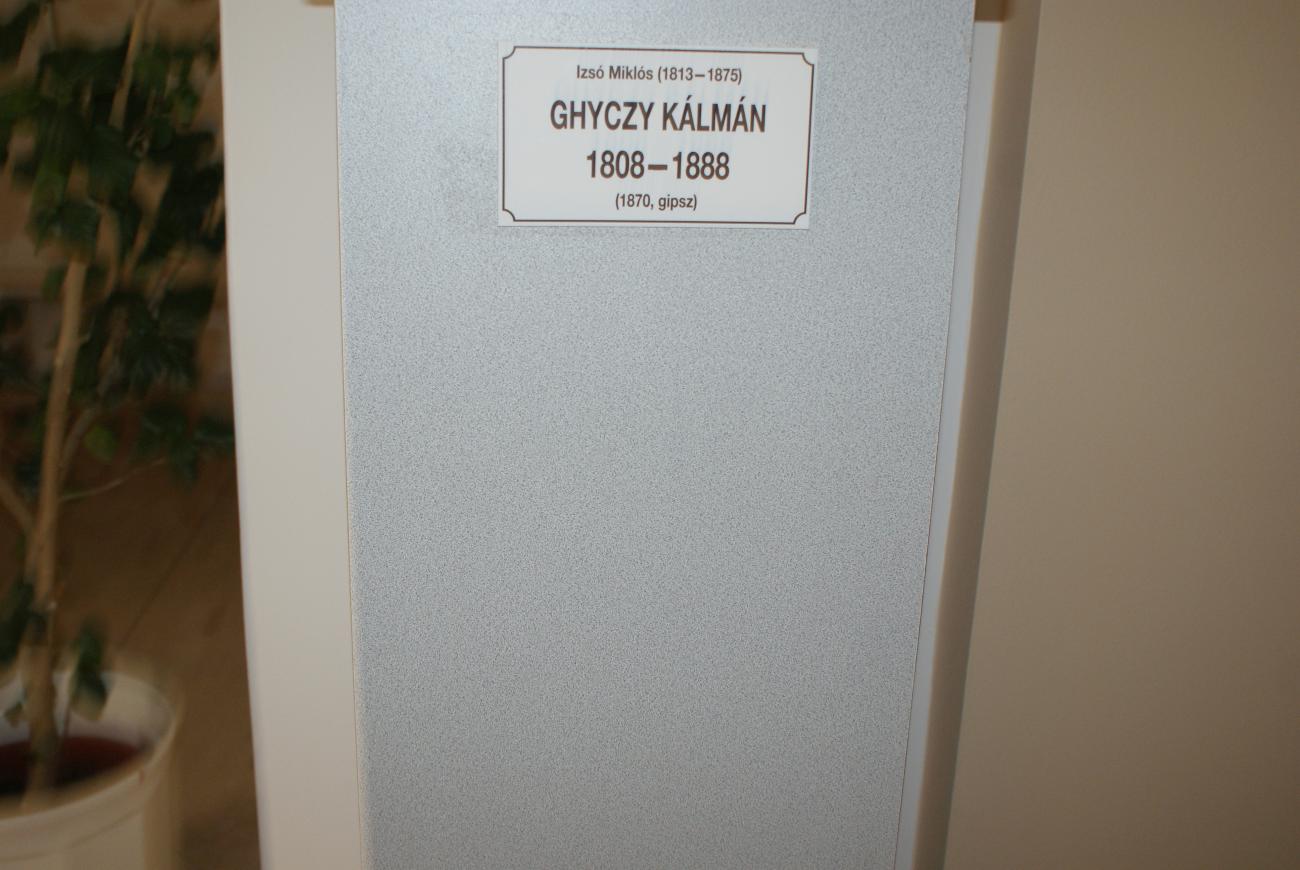 Izsó Miklós (1813–1875)
GHYCZY KÁLMÁN
1808–1888
(1870, gipsz)